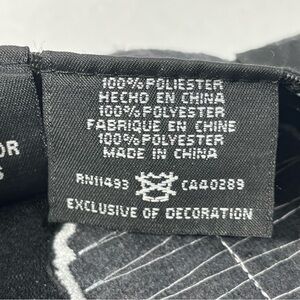 100% POLIESTER
HECHO EN CHINA
100% POLYESTER
FABRIQUE EN CHINE
100% POLYESTER
MADE IN CHINA
RN11493 CA40289
EXCLUSIVE OF DECORATION
OR
S